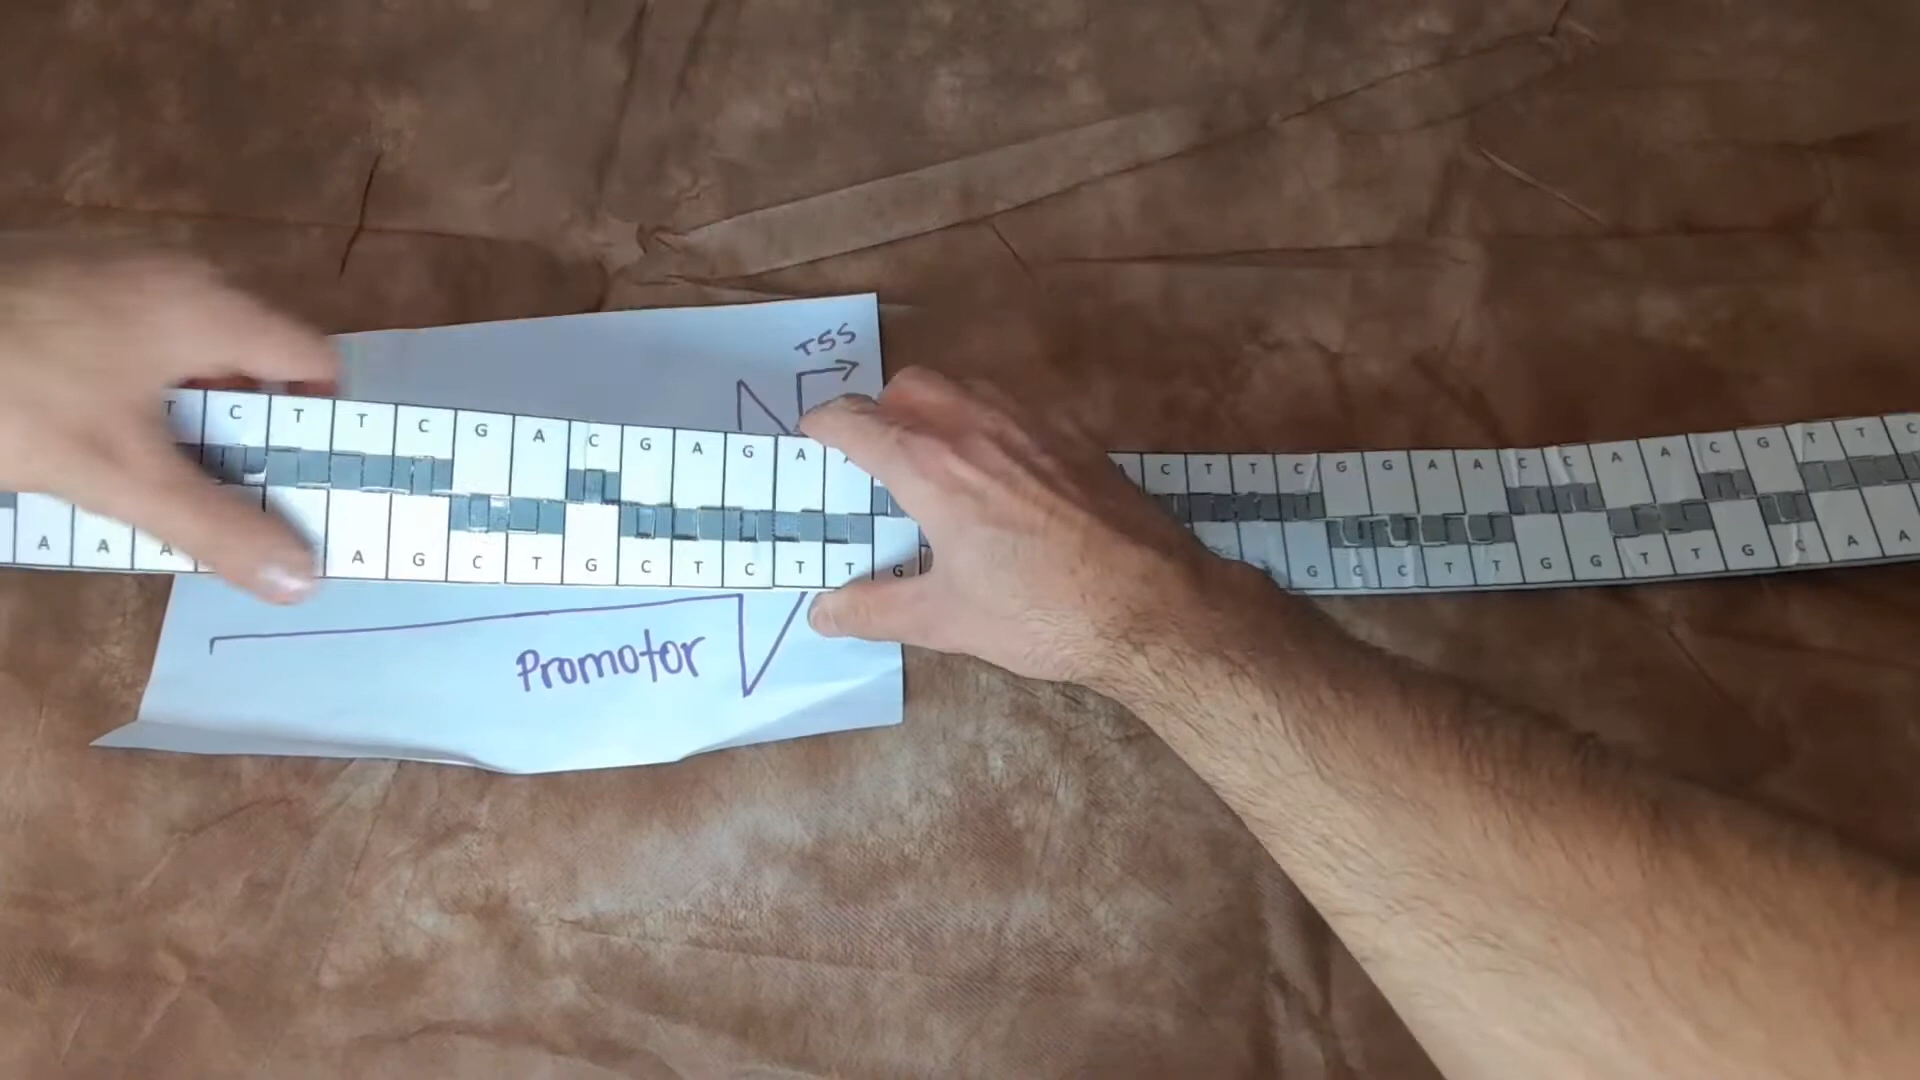 TSS
T C T T C G A C G A G A A
A C T T C G G A A C C A A C G T T C
A A A A G C T G C T C T T G
G C C T T G G T T G C A A
Promotor